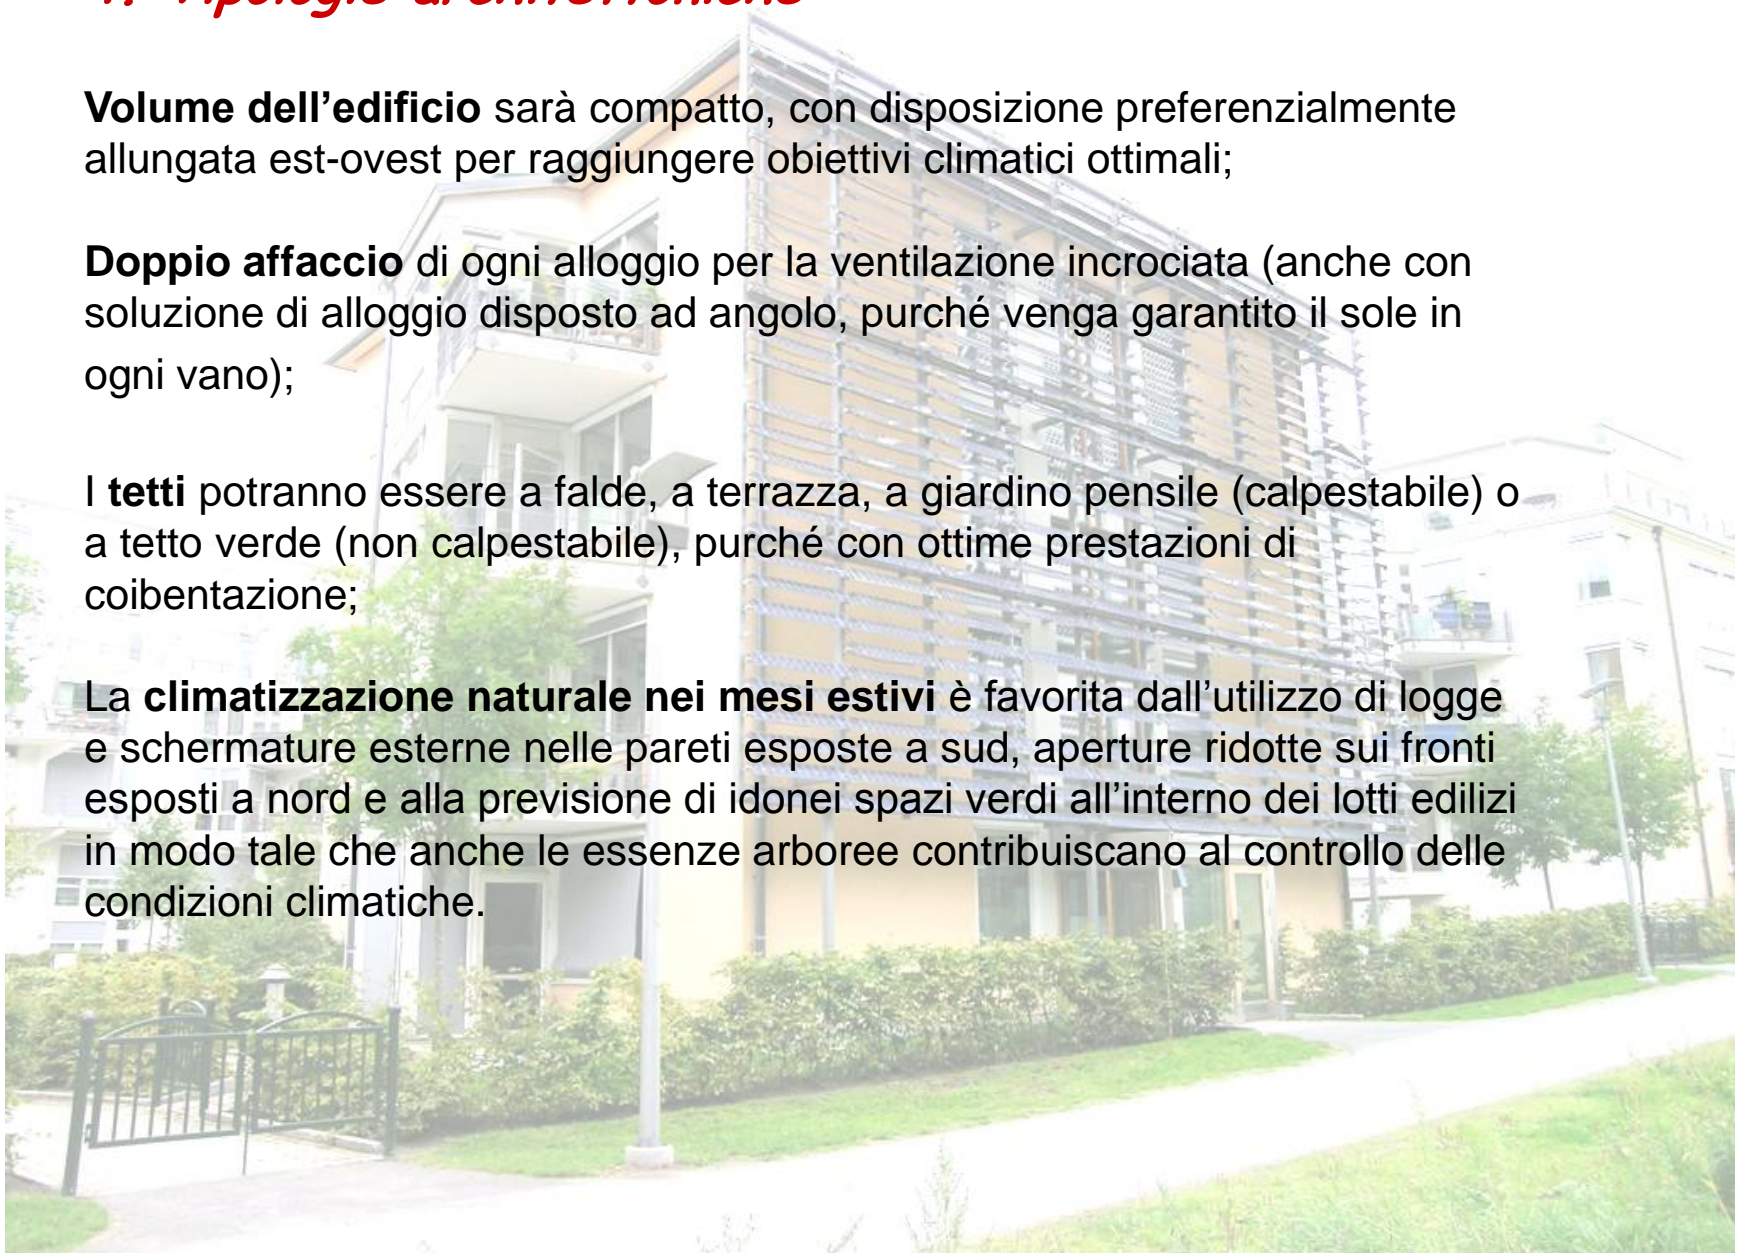 Tipologie architettoniche
Volume dell’edificio sarà compatto, con disposizione preferenzialmente
allungata est-ovest per raggiungere obiettivi climatici ottimali;
Doppio affaccio di ogni alloggio per la ventilazione incrociata (anche con
soluzione di alloggio disposto ad angolo, purché venga garantito il sole in
ogni vano);
I tetti potranno essere a falde, a terrazza, a giardino pensile (calpestabile) o
a tetto verde (non calpestabile), purché con ottime prestazioni di
coibentazione;
La climatizzazione naturale nei mesi estivi è favorita dall’utilizzo di logge
e schermature esterne nelle pareti esposte a sud, aperture ridotte sui fronti
esposti a nord e alla previsione di idonei spazi verdi all’interno dei lotti edilizi
in modo tale che anche le essenze arboree contribuiscano al controllo delle
condizioni climatiche.